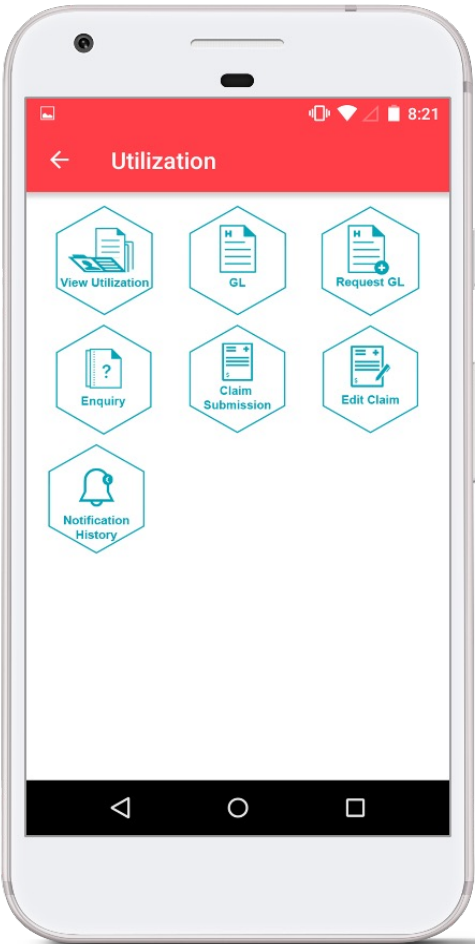 8:21
Utilization
View Utilization
H
GL
H
Request GL
?
Enquiry
$
Claim
Submission
$
Edit Claim
Notification
History